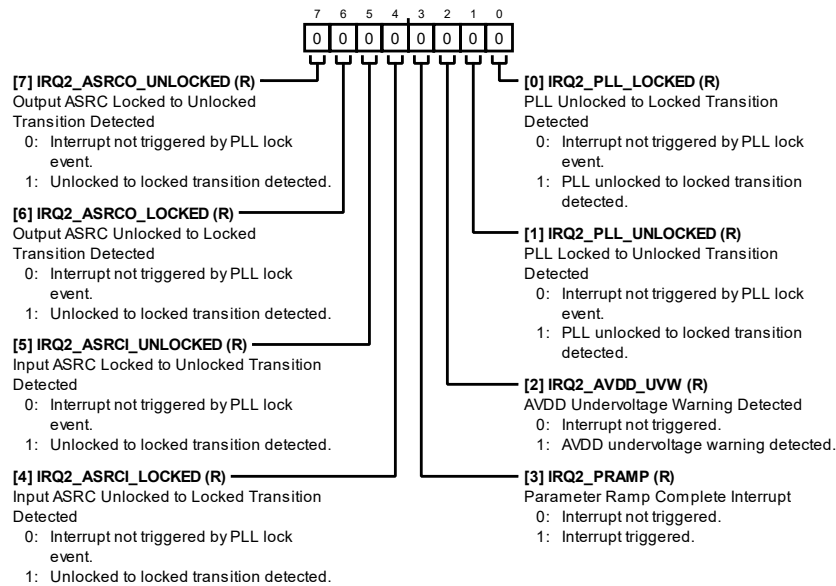 7 6 5 4 3 2 1 0
0 0 0 0 0 0 0 0
[7] IRQ2_ASRCO_UNLOCKED (R)
Output ASRC Locked to Unlocked
Transition Detected
0: Interrupt not triggered by PLL lock
event.
1: Unlocked to locked transition detected.
[6] IRQ2_ASRCO_LOCKED (R)
Output ASRC Unlocked to Locked
Transition Detected
0: Interrupt not triggered by PLL lock
event.
1: Unlocked to locked transition detected.
[5] IRQ2_ASRCI_UNLOCKED (R)
Input ASRC Locked to Unlocked Transition
Detected
0: Interrupt not triggered by PLL lock
event.
1: Unlocked to locked transition detected.
[4] IRQ2_ASRCI_LOCKED (R)
Input ASRC Unlocked to Locked Transition
Detected
0: Interrupt not triggered by PLL lock
event.
1: Unlocked to locked transition detected.
[0] IRQ2_PLL_LOCKED (R)
PLL Unlocked to Locked Transition
Detected
0: Interrupt not triggered by PLL lock
event.
1: PLL unlocked to locked transition
detected.
[1] IRQ2_PLL_UNLOCKED (R)
PLL Locked to Unlocked Transition
Detected
0: Interrupt not triggered by PLL lock
event.
1: PLL unlocked to locked transition
detected.
[2] IRQ2_AVDD_UVW (R)
AVDD Undervoltage Warning Detected
0: Interrupt not triggered.
1: AVDD undervoltage warning detected.
[3] IRQ2_PRAMP (R)
Parameter Ramp Complete Interrupt
0: Interrupt not triggered.
1: Interrupt triggered.